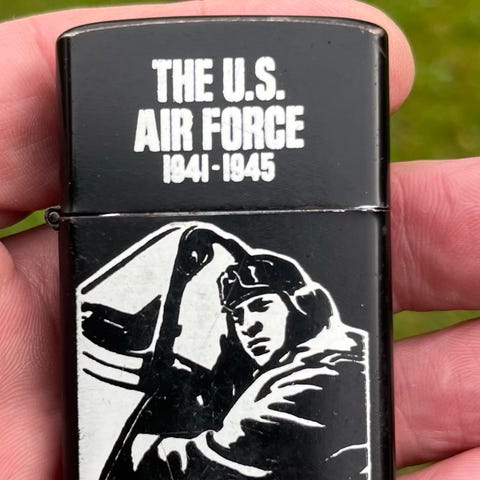 THE U.S.
AIR FORCE
1941-1945